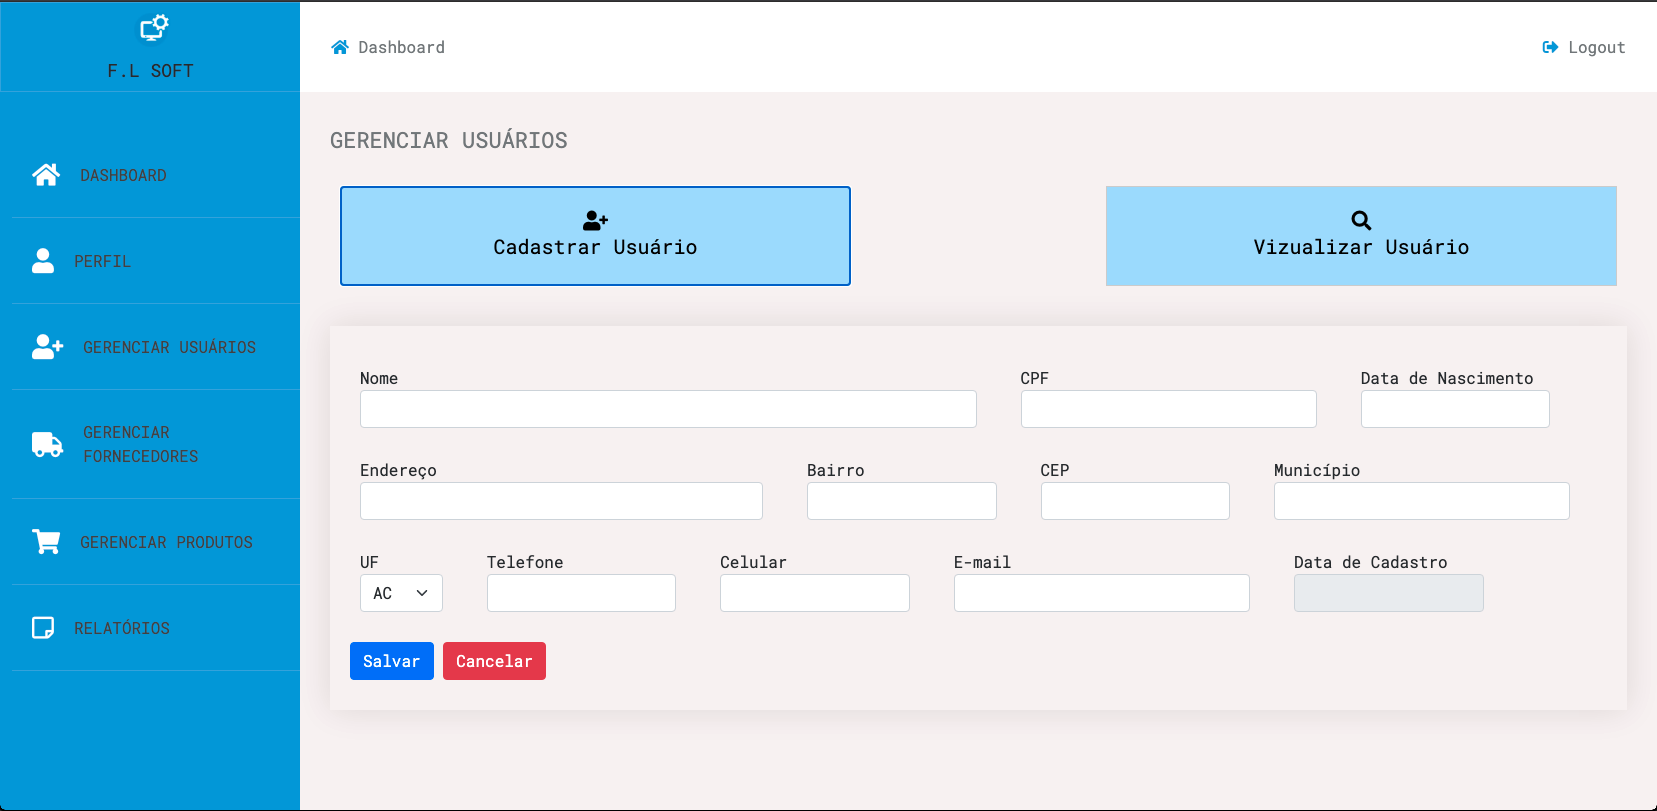 F.L SOFT
Dashboard
Logout
DASHBOARD
PERFIL
GERENCIAR USUÁRIOS
GERENCIAR
FORNECEDORES
GERENCIAR PRODUTOS
RELATÓRIOS
GERENCIAR USUÁRIOS
Cadastrar Usuário
Vizualizar Usuário
Nome
CPF
Data de Nascimento
Endereço
Bairro
CEP
Município
UF
Telefone
Celular
E-mail
Data de Cadastro
AC
Salvar
Cancelar